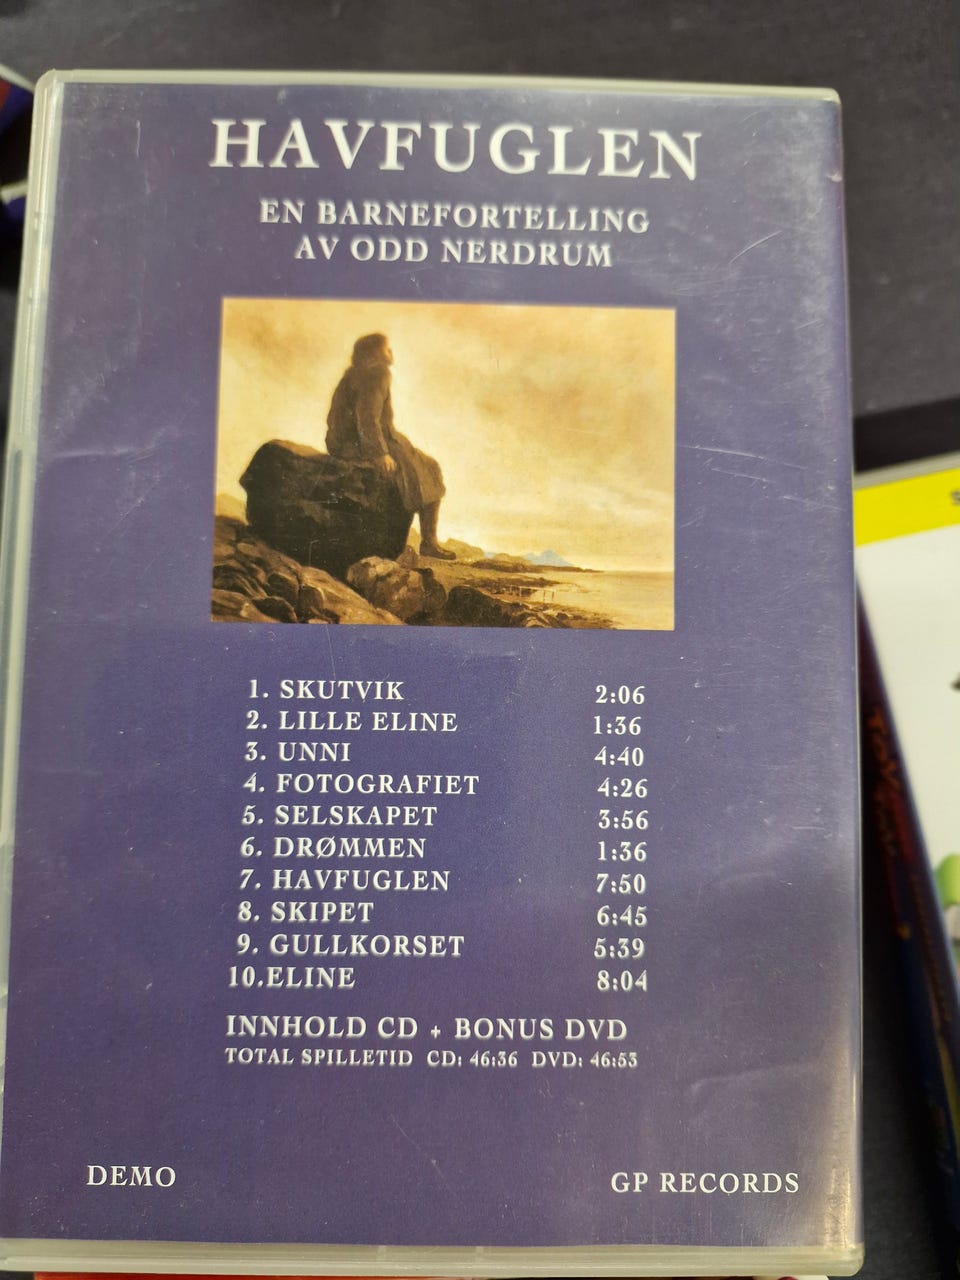 HAVFUGLEN
EN BARNEFORTELLING
AV ODD NERDRUM
1. SKUTVIK 2:06
2. LILLE ELINE 1:36
3. UNNI 4:40
4. FOTOGRAFIET 4:26
5. SELSKAPET 3:56
6. DRØMMEN 1:36
7. HAVFUGLEN 7:50
8. SKIPET 6:45
9. GULLKORSET 5:39
10.ELINE 8:04
INNHOLD CD + BONUS DVD
TOTAL SPILLETID CD: 46:36 DVD: 46:53
DEMO GP RECORDS